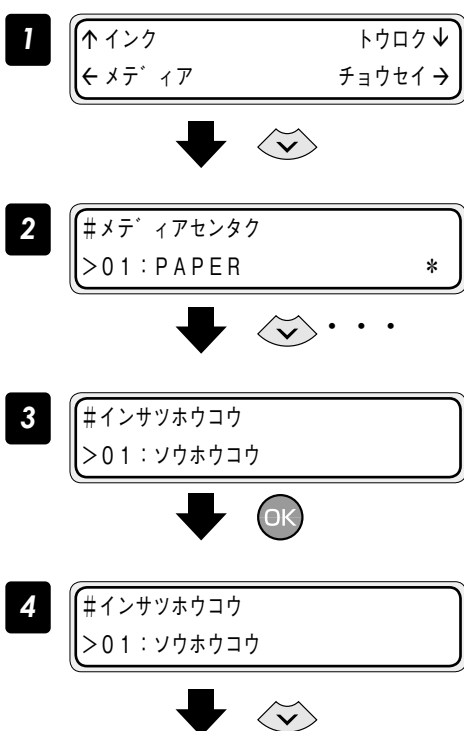 1
↑インク トウロク↓
←メディア チョウセイ→
2
#メディアセンタク
>01:PAPER *
・・・
3
#インサツホウコウ
>01:ソウホウコウ
OK
4
#インサツホウコウ
>01:ソウホウコウ